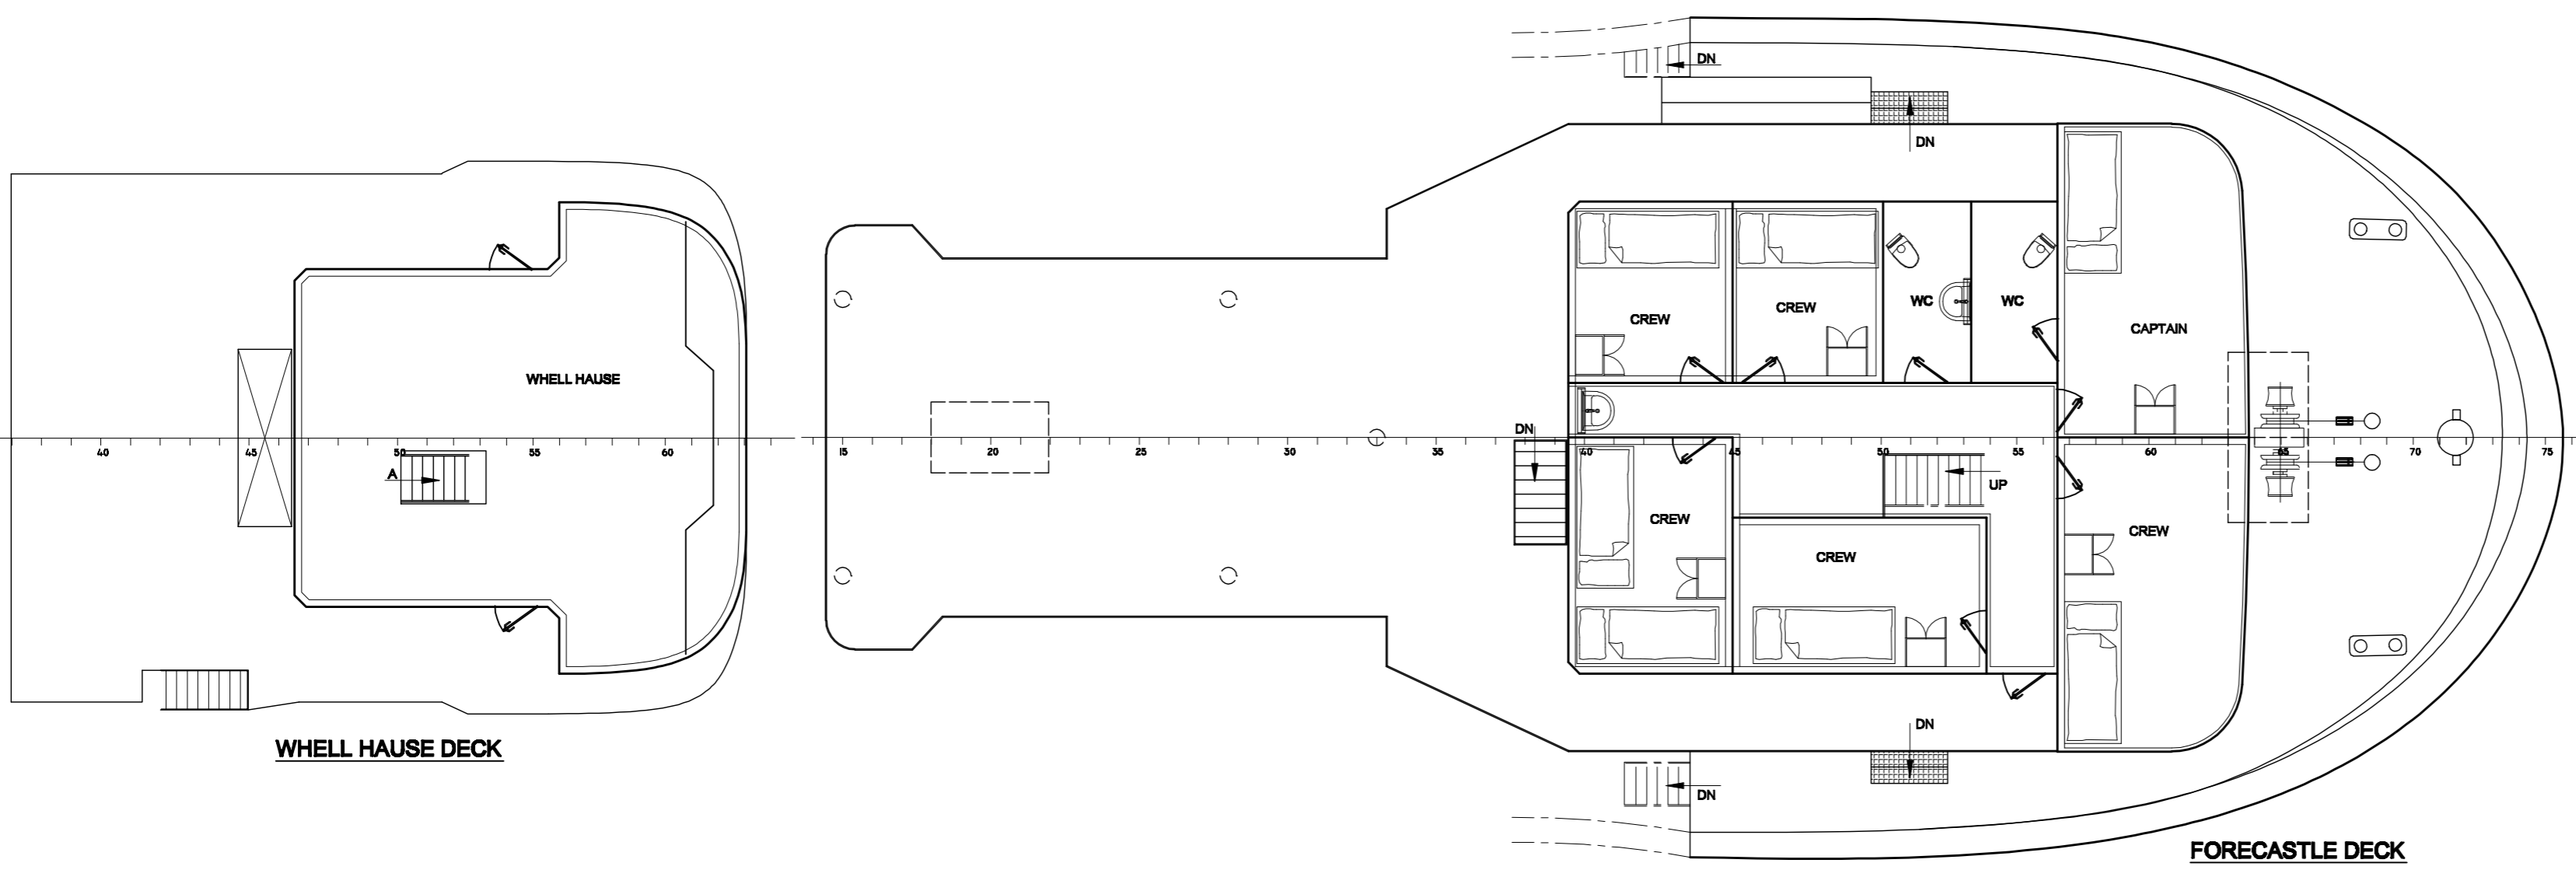 DN
DN
CREW
CREW
WC
WC
CAPTAIN
WHELL HAUSE
DN
40 45 50 55 60 15 20 25 30 35 40 45 50 55 60 65 70 75
A
UP
CREW
CREW
CREW
DN
WHELL HAUSE DECK
DN
FORECASTLE DECK